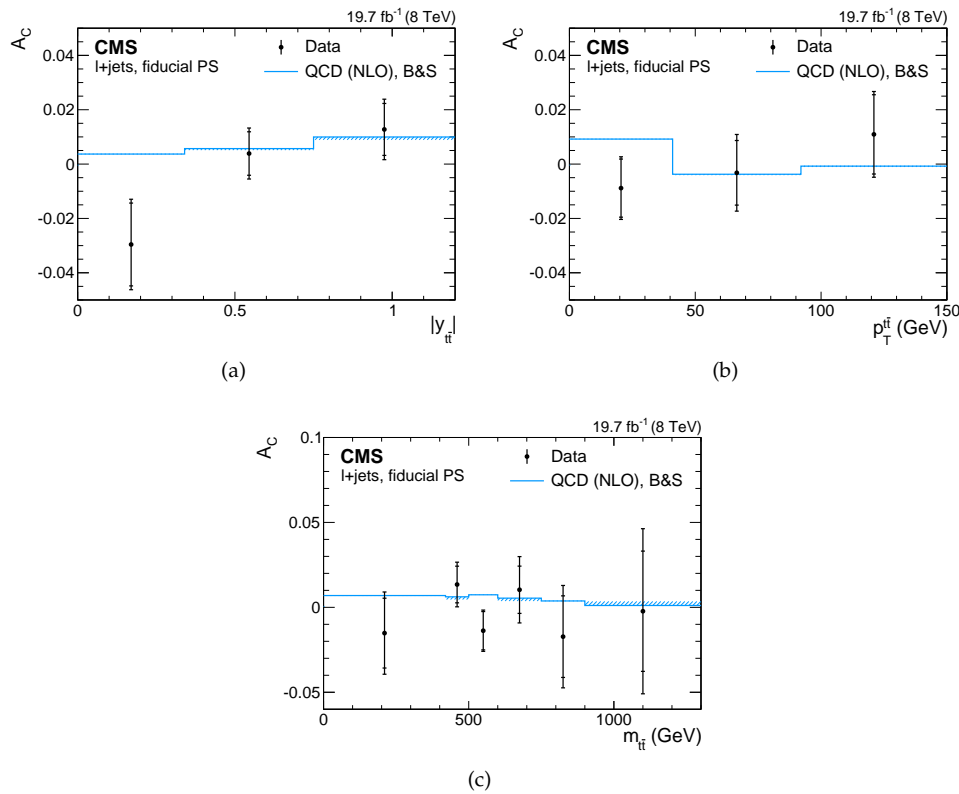 19.7 fb⁻¹ (8 TeV)
A_C
CMS
l+jets, fiducial PS
Data
QCD (NLO), B&S
0.04
0.02
0
-0.02
-0.04
0 0.5 1
|y_tt̄|
(a)
19.7 fb⁻¹ (8 TeV)
A_C
CMS
l+jets, fiducial PS
Data
QCD (NLO), B&S
0.04
0.02
0
-0.02
-0.04
0 50 100 150
p_T^tt̄ (GeV)
(b)
19.7 fb⁻¹ (8 TeV)
A_C
CMS
l+jets, fiducial PS
Data
QCD (NLO), B&S
0.1
0.05
0
-0.05
0 500 1000
m_tt̄ (GeV)
(c)